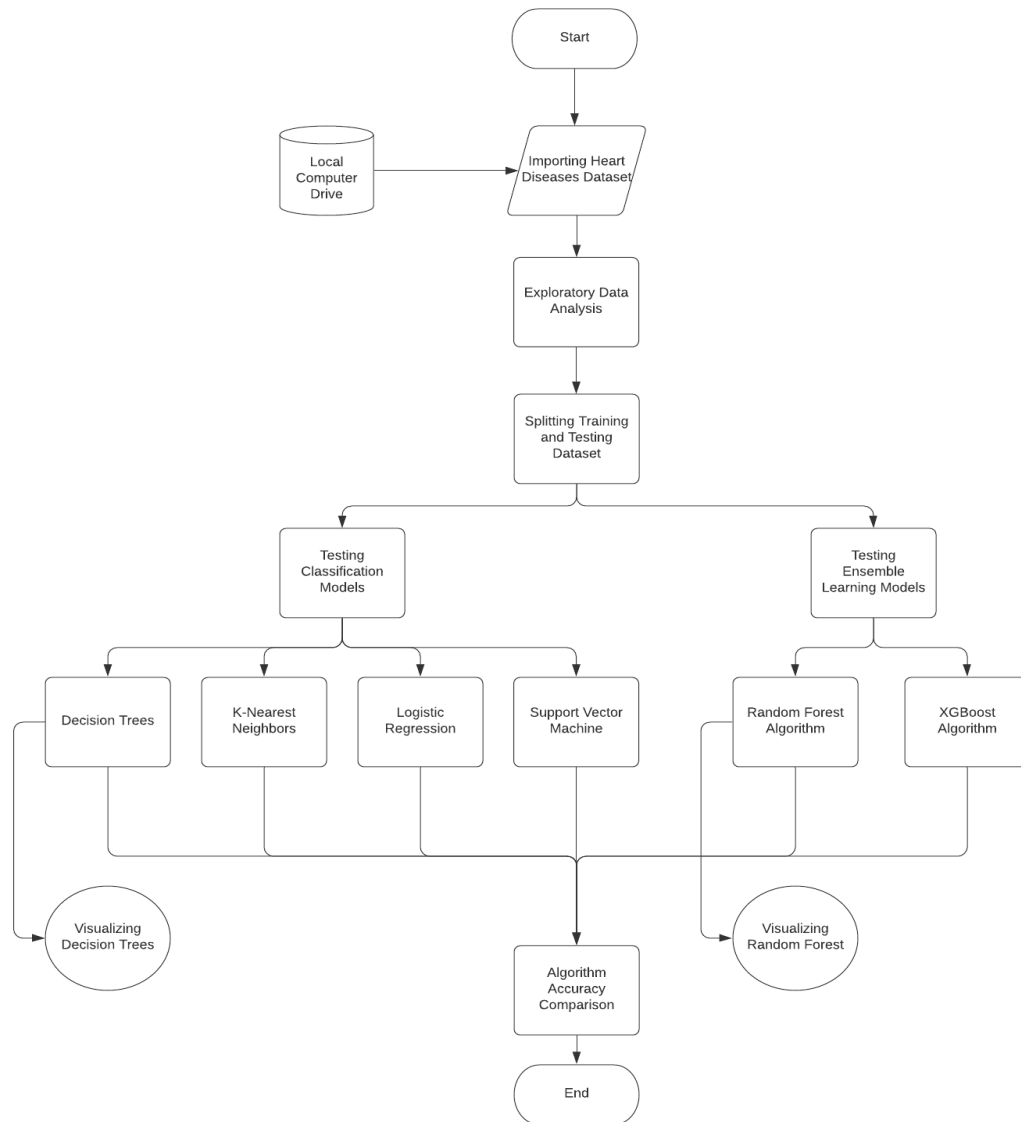 Start
Local
Computer
Drive
Importing Heart
Diseases Dataset
Exploratory Data
Analysis
Splitting Training
and Testing
Dataset
Testing
Classification
Models
Testing
Ensemble
Learning Models
Decision Trees
K-Nearest
Neighbors
Logistic
Regression
Support Vector
Machine
Random Forest
Algorithm
XGBoost
Algorithm
Visualizing
Decision Trees
Visualizing
Random Forest
Algorithm
Accuracy
Comparison
End